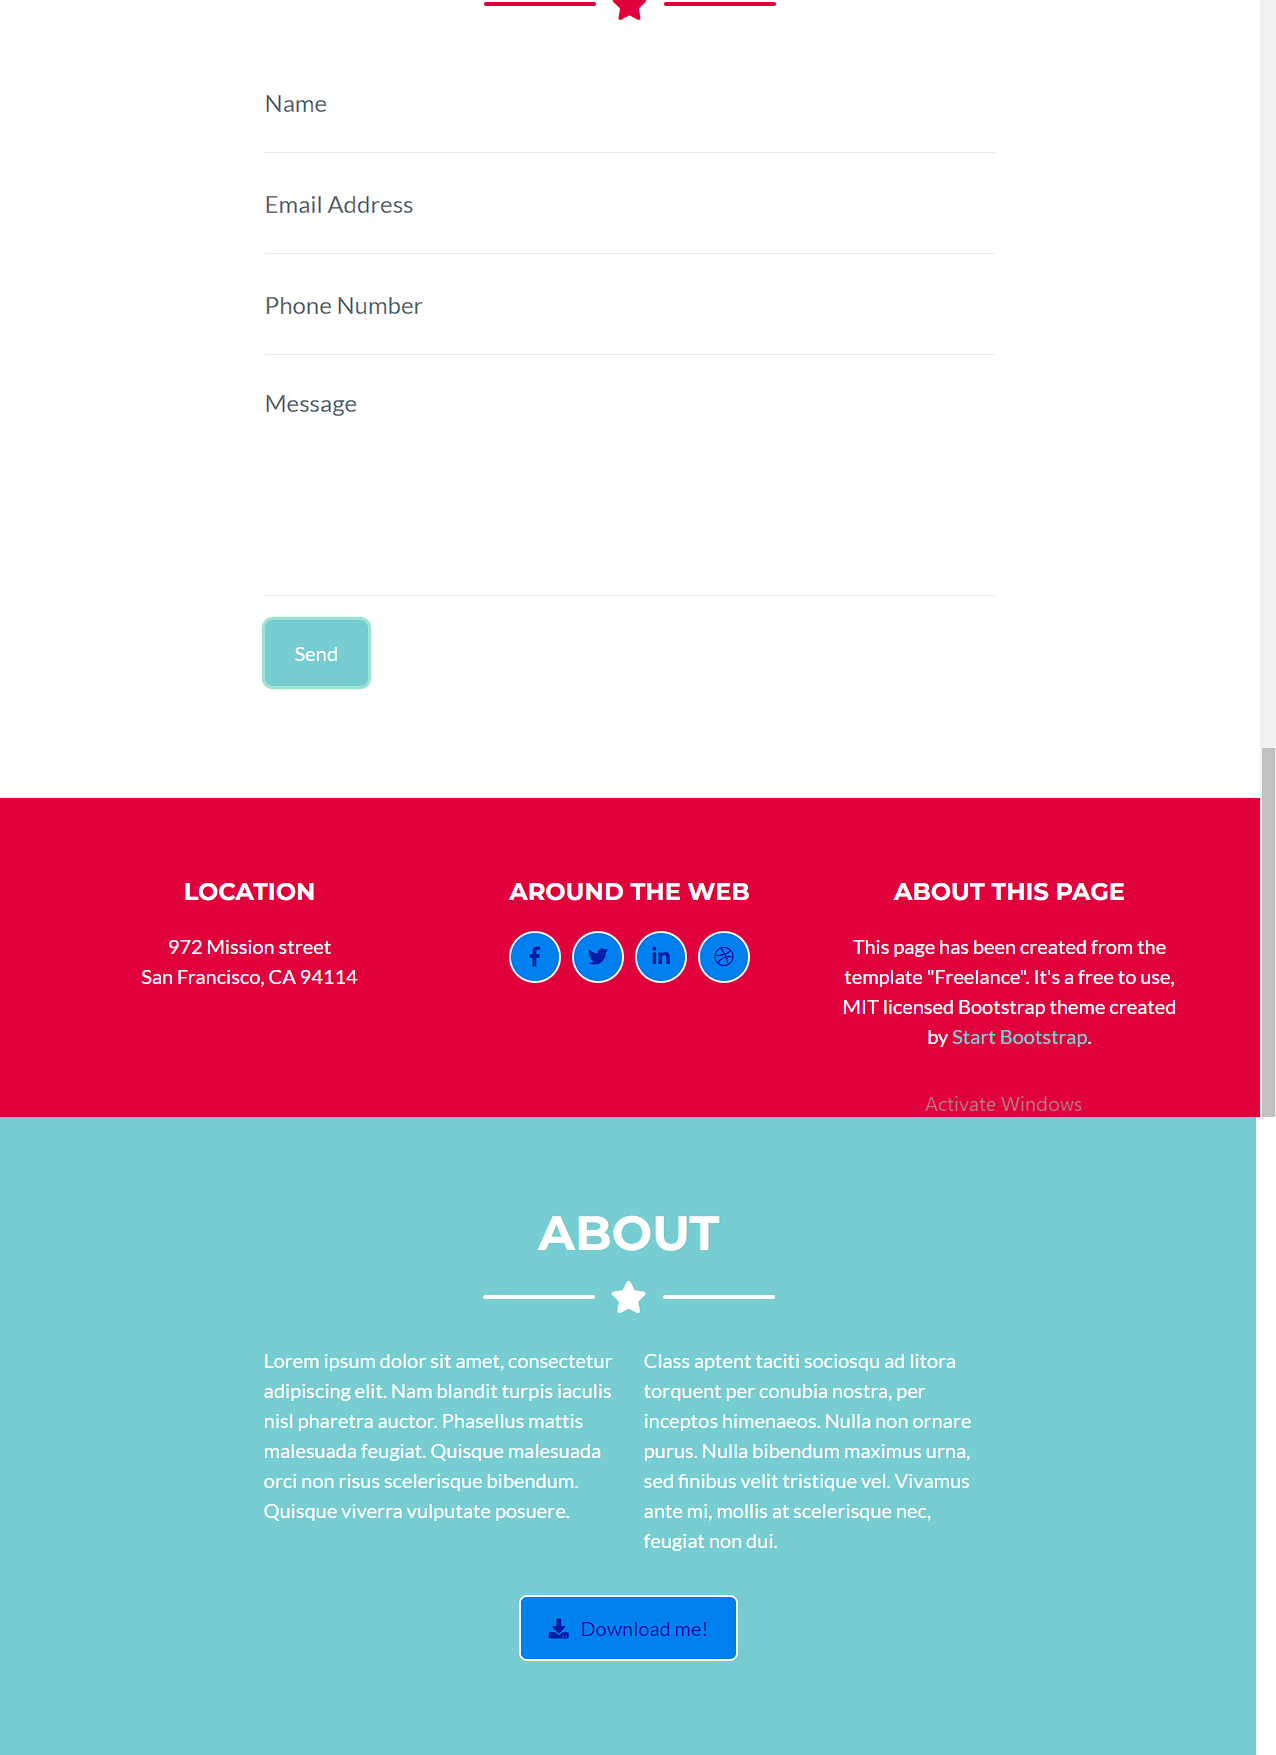 Name
Email Address
Phone Number
Message
Send
LOCATION
972 Mission street
San Francisco, CA 94114
AROUND THE WEB
ABOUT THIS PAGE
This page has been created from the
template "Freelance". It's a free to use,
MIT licensed Bootstrap theme created
by Start Bootstrap.
Activate Windows
ABOUT
Lorem ipsum dolor sit amet, consectetur
adipiscing elit. Nam blandit turpis iaculis
nisl pharetra auctor. Phasellus mattis
malesuada feugiat. Quisque malesuada
orci non risus scelerisque bibendum.
Quisque viverra vulputate posuere.
Class aptent taciti sociosqu ad litora
torquent per conubia nostra, per
inceptos himenaeos. Nulla non ornare
purus. Nulla bibendum maximus urna,
sed finibus velit tristique vel. Vivamus
ante mi, mollis at scelerisque nec,
feugiat non dui.
Download me!